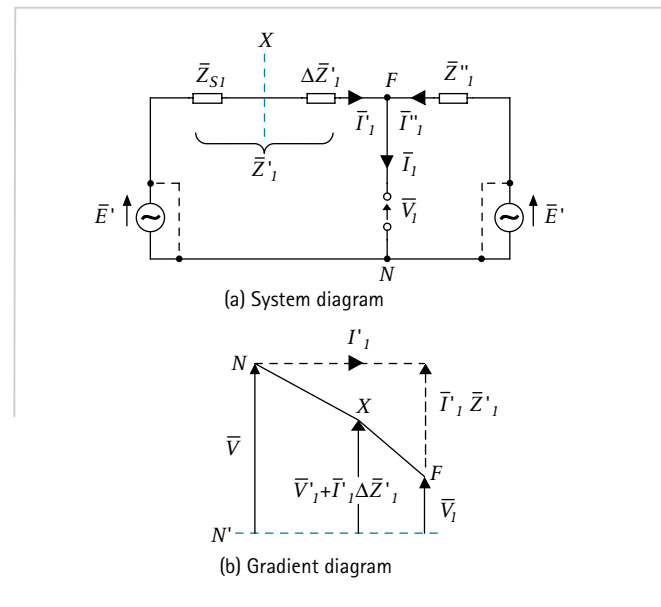 X
Z̅S1 ΔZ̅'1 F Z̅"1
I̅'1 I̅"1
Z̅'1 I̅1
E̅' V̅1 E̅'
N
(a) System diagram
N I'1
X I̅'1 Z̅'1
V̅ F
V̅'1+I̅'1ΔZ̅'1 V̅1
N'
(b) Gradient diagram